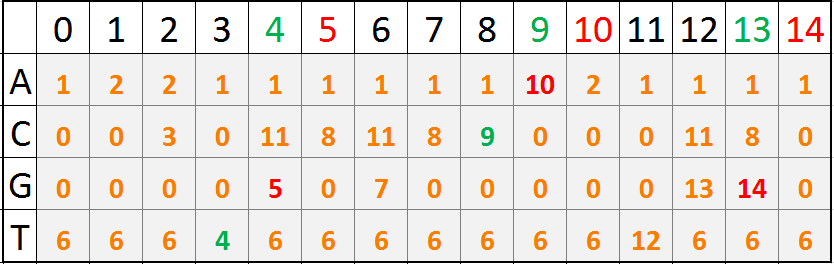 0 1 2 3 4 5 6 7 8 9 10 11 12 13 14
A 1 2 2 1 1 1 1 1 1 10 2 1 1 1 1
C 0 0 3 0 11 8 11 8 9 0 0 0 11 8 0
G 0 0 0 0 5 0 7 0 0 0 0 0 13 14 0
T 6 6 6 4 6 6 6 6 6 6 6 12 6 6 6